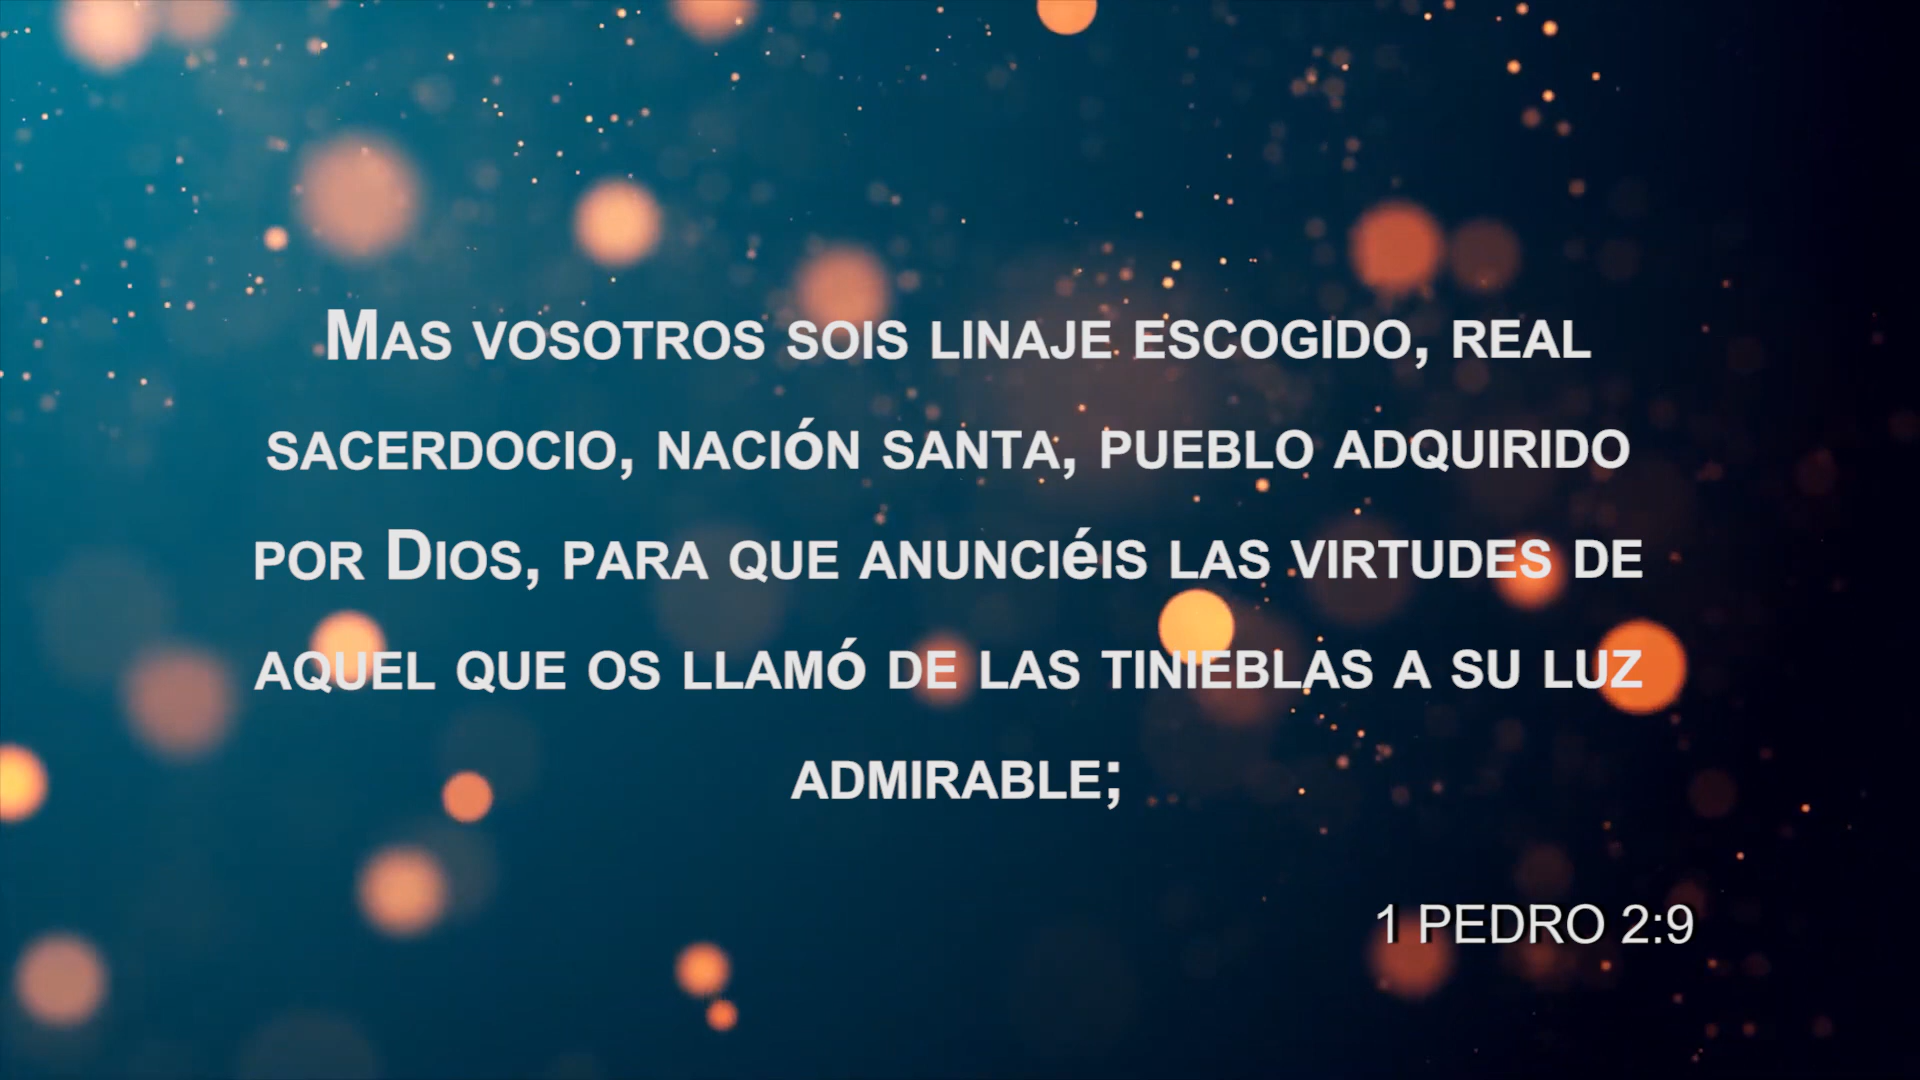 Mas vosotros sois linaje escogido, real
sacerdocio, nación santa, pueblo adquirido
por Dios, para que anunciéis las virtudes de
aquel que os llamó de las tinieblas a su luz
admirable;
1 PEDRO 2:9